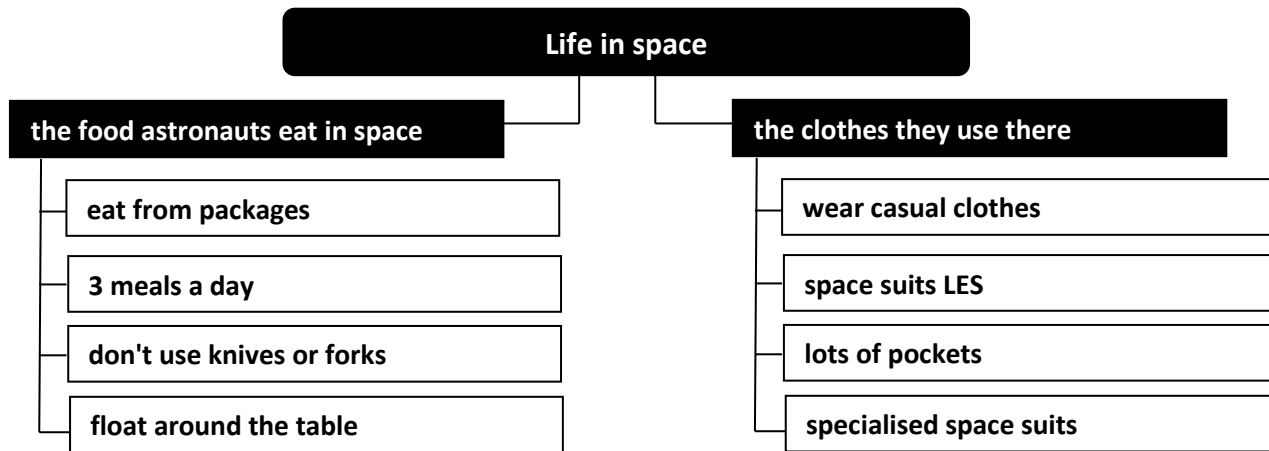 Life in space
the food astronauts eat in space
eat from packages
3 meals a day
don't use knives or forks
float around the table
the clothes they use there
wear casual clothes
space suits LES
lots of pockets
specialised space suits